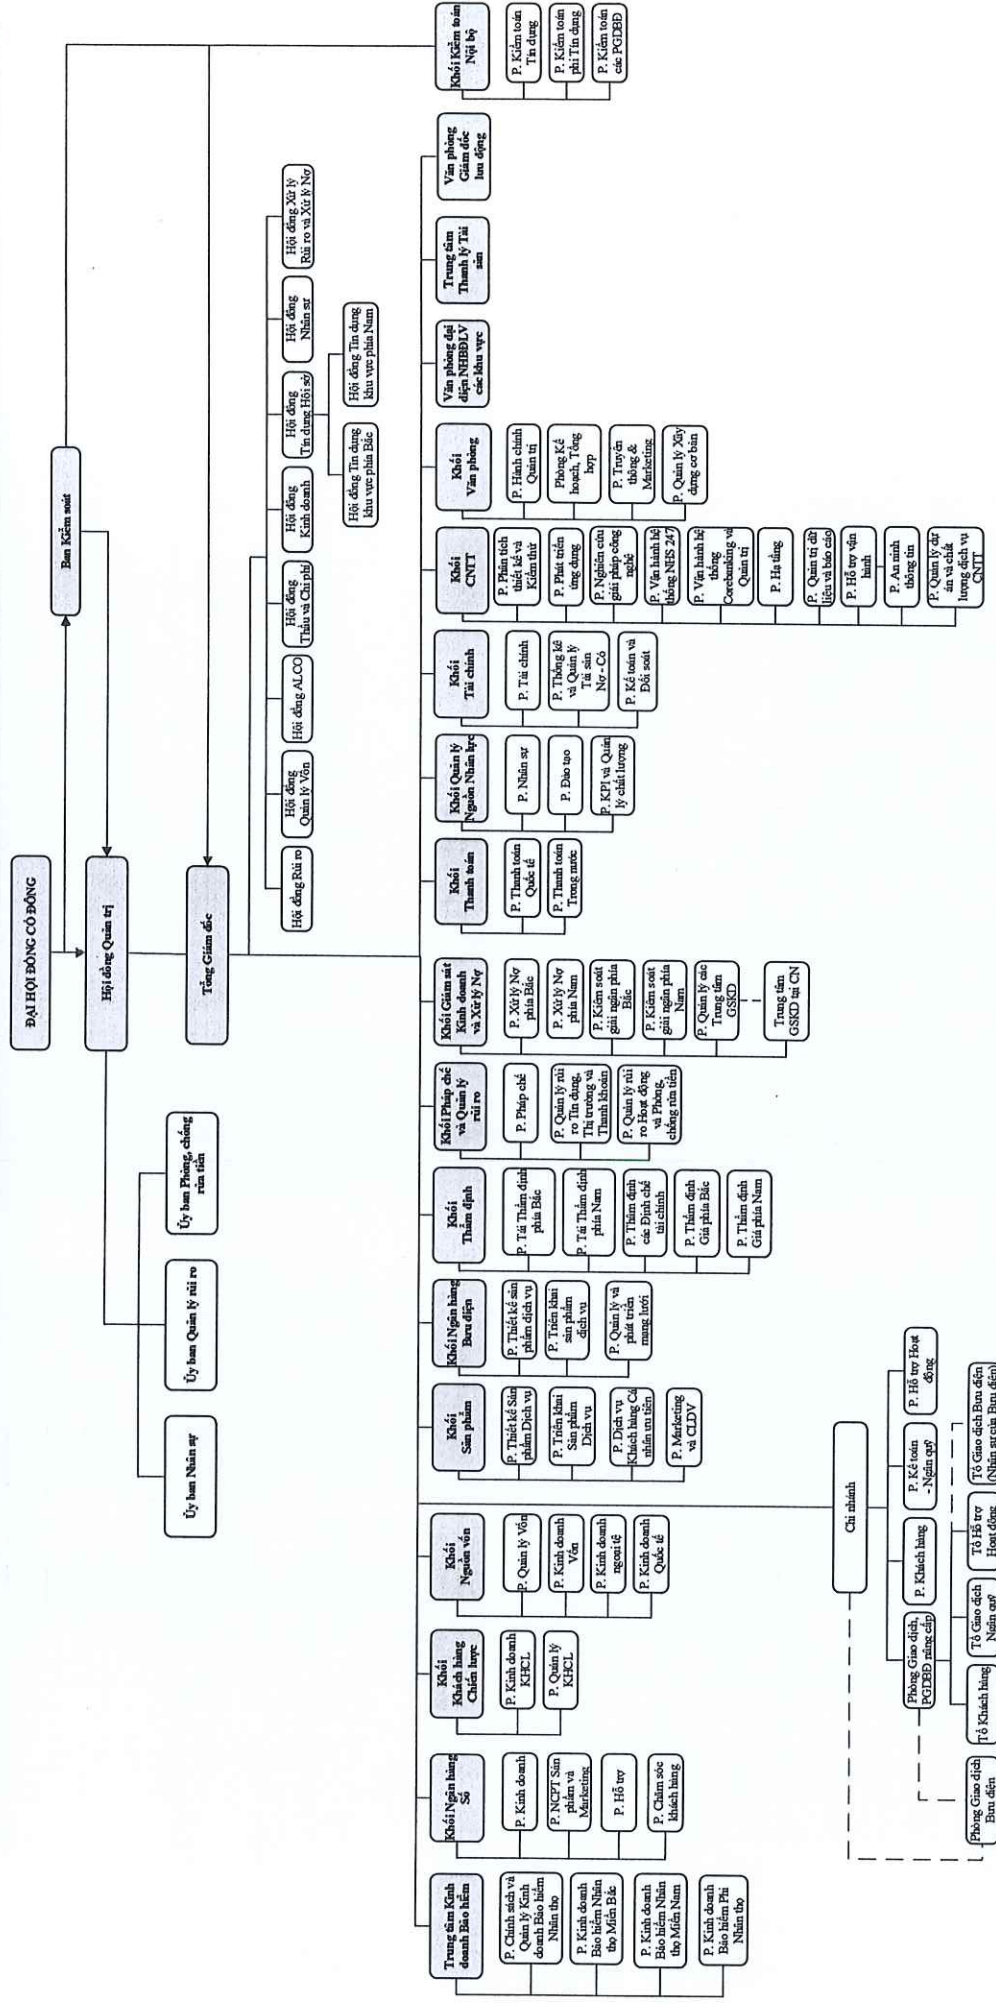 ĐẠI HỘI ĐỒNG CỔ ĐÔNG
Ban Kiểm soát
Hội đồng Quản trị
Ủy ban Nhân sự
Ủy ban Quản lý rủi ro
Ủy ban Phòng, chống
rửa tiền
Tổng Giám đốc
Hội đồng Rủi ro
Hội đồng
Quản lý Vốn
Hội đồng ALCO
Hội đồng
Thầu và Chi phí
Hội đồng
Kinh doanh
Hội đồng
Tín dụng Hội sở
Hội đồng
Nhân sự
Hội đồng Xử lý
Rủi ro và Xử lý Nợ
Hội đồng Tín dụng
khu vực phía Bắc
Hội đồng Tín dụng
khu vực phía Nam
Trung tâm Kinh
doanh Bảo hiểm
P. Chính sách và
Quản lý Kinh
doanh Bảo hiểm
Nhân thọ
P. Kinh doanh
Bảo hiểm Nhân
thọ Miền Bắc
P. Kinh doanh
Bảo hiểm Nhân
thọ Miền Nam
P. Kinh doanh
Bảo hiểm Phi
Nhân thọ
Khối Ngân hàng
Số
P. Kinh doanh
P. NCPT Sản
phẩm và
Marketing
P. Hỗ trợ
P. Chăm sóc
khách hàng
Khối
Khách hàng
Chiến lược
P. Kinh doanh
KHCL
P. Quản lý
KHCL
Khối
Nguồn vốn
P. Quản lý Vốn
P. Kinh doanh
Vốn
P. Kinh doanh
ngoại tệ
P. Kinh doanh
Quốc tế
Khối
Sản phẩm
P. Thiết kế Sản
phẩm Dịch vụ
P. Triển khai
Sản phẩm
Dịch vụ
P. Dịch vụ
Khách hàng Cá
nhân ưu tiên
P. Marketing
và CLDV
Khối Ngân hàng
Bưu điện
P. Thiết kế sản
phẩm dịch vụ
P. Triển khai
sản phẩm
dịch vụ
P. Quản lý và
phát triển
mạng lưới
Khối
Thẩm định
P. Tái Thẩm định
phía Bắc
P. Tái Thẩm định
phía Nam
P. Thẩm định
các Định chế
tài chính
P. Thẩm định
Giá phía Bắc
P. Thẩm định
Giá phía Nam
Khối Pháp chế
và Quản lý
rủi ro
P. Pháp chế
P. Quản lý rủi
ro Tín dụng,
Thị trường và
Thanh khoản
P. Quản lý rủi
ro Hoạt động
và Phòng,
chống rửa tiền
Khối Giám sát
Kinh doanh
và Xử lý Nợ
P. Xử lý Nợ
phía Bắc
P. Xử lý Nợ
phía Nam
P. Kiểm soát
giải ngân phía
Bắc
P. Kiểm soát
giải ngân phía
Nam
P. Quản lý các
Trung tâm
GSKD
Trung tâm
GSKD tại CN
Khối
Thanh toán
P. Thanh toán
Quốc tế
P. Thanh toán
Trong nước
Khối Quản lý
Nguồn Nhân lực
P. Nhân sự
P. Đào tạo
P. KPI và Quản
lý chất lượng
Khối
Tài chính
P. Tài chính
P. Thống kê
và Quản lý
Tài sản
Nợ - Có
P. Kế toán và
Đối soát
Khối
CNTT
P. Phân tích
thiết kế và
Kiểm thử
P. Phát triển
ứng dụng
P. Nghiên cứu
giải pháp công
nghệ
P. Vận hành hệ
thống NHS 247
P. Vận hành hệ
thống
Corebanking và
Quản trị
P. Hạ tầng
P. Quản trị dữ
liệu và báo cáo
P. Hỗ trợ vận
hành
P. An ninh
thông tin
P. Quản lý dự
án và chất
lượng dịch vụ
CNTT
Khối
Văn phòng
P. Hành chính
Quản trị
Phòng Kế
hoạch, Tổng
hợp
P. Truyền
thông &
Marketing
P. Quản lý Xây
dựng cơ bản
Văn phòng đại
diện NHBĐLV
các khu vực
Trung tâm
Thanh lý Tài
sản
Văn phòng
Giám đốc
lưu động
Khối Kiểm toán
Nội bộ
P. Kiểm toán
Tín dụng
P. Kiểm toán
phi Tín dụng
P. Kiểm toán
các PGDBĐ
Chi nhánh
Phòng Giao dịch,
PGDBĐ nâng cấp
P. Khách hàng
P. Kế toán
- Ngân quỹ
P. Hỗ trợ Hoạt
động
Phòng Giao dịch
Bưu điện
Tổ Khách hàng
Tổ Giao dịch
Ngân quỹ
Tổ Hỗ trợ
Hoạt động
Tổ Giao dịch Bưu điện
(Nhân sự của Bưu điện)